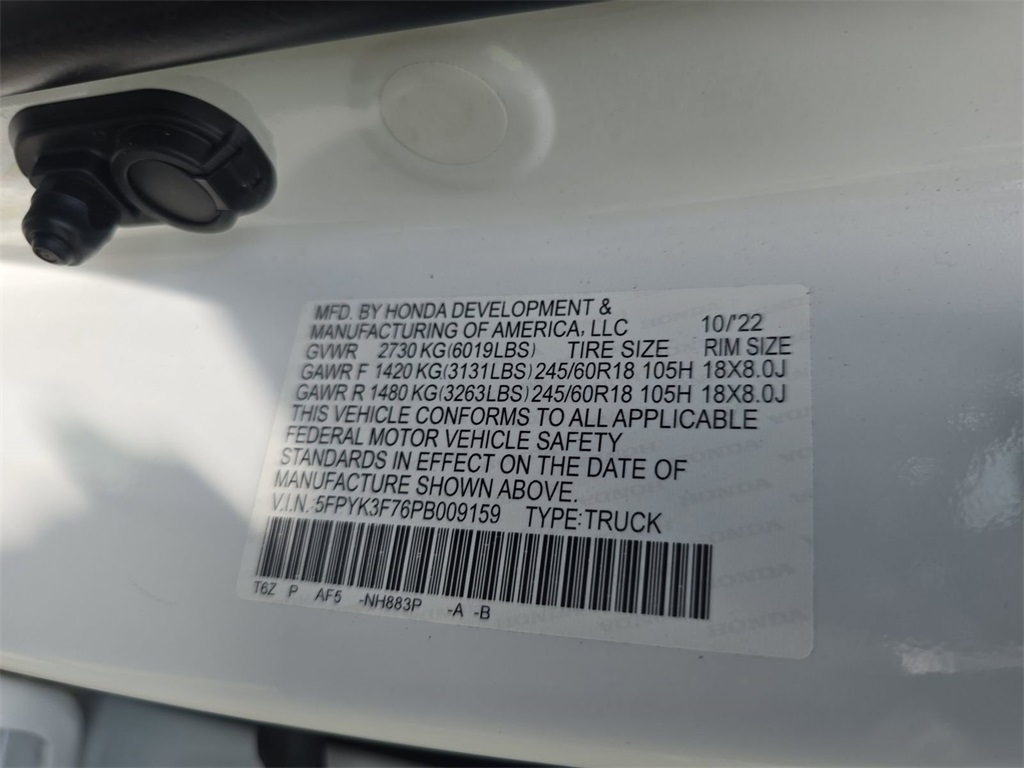 MFD. BY HONDA DEVELOPMENT &
MANUFACTURING OF AMERICA, LLC 10/'22
GVWR 2730 KG(6019LBS) TIRE SIZE RIM SIZE
GAWR F 1420 KG(3131LBS) 245/60R18 105H 18X8.0J
GAWR R 1480 KG(3263LBS) 245/60R18 105H 18X8.0J
THIS VEHICLE CONFORMS TO ALL APPLICABLE
FEDERAL MOTOR VEHICLE SAFETY
STANDARDS IN EFFECT ON THE DATE OF
MANUFACTURE SHOWN ABOVE.
V.I.N.:5FPYK3F76PB009159 TYPE:TRUCK
T6Z P AF5 -NH883P -A -B